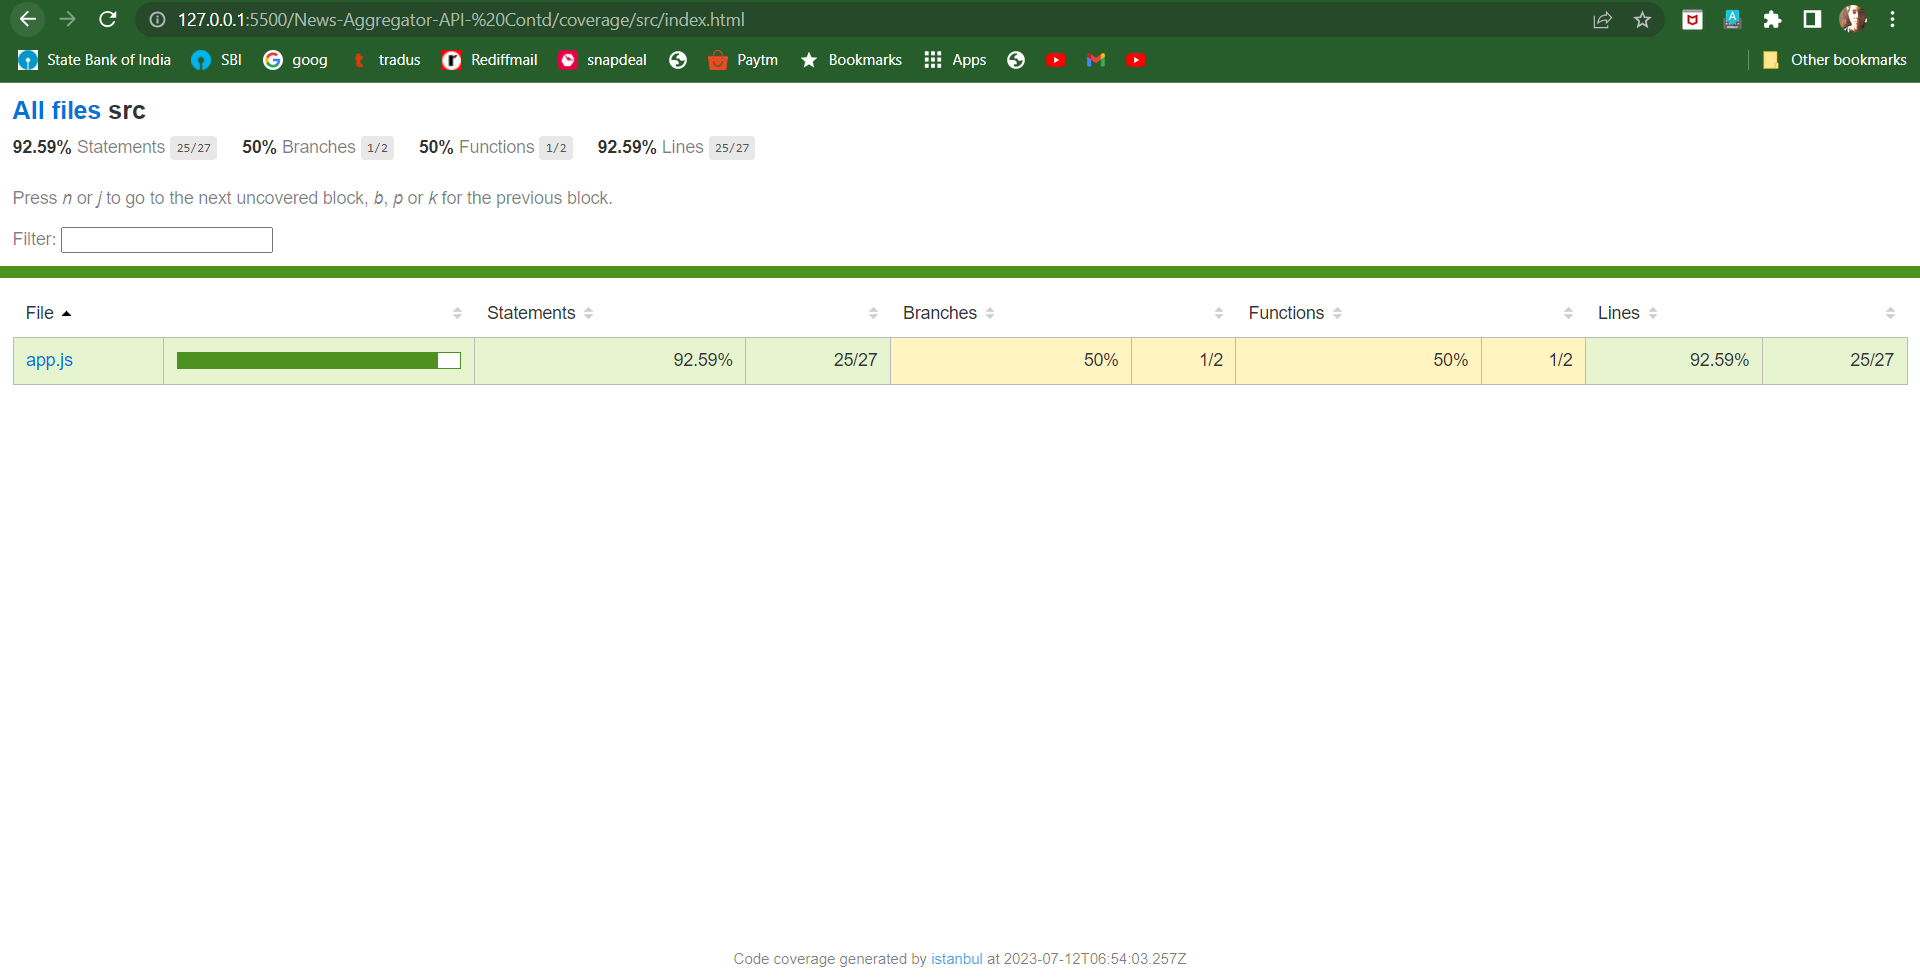 127.0.0.1:5500/News-Aggregator-API-%20Contd/coverage/src/index.html
State Bank of India SBI goog tradus Rediffmail snapdeal Paytm Bookmarks Apps Other bookmarks
All files src
92.59% Statements 25/27 50% Branches 1/2 50% Functions 1/2 92.59% Lines 25/27
Press n or j to go to the next uncovered block, b, p or k for the previous block.
Filter:
File Statements Branches Functions Lines
app.js 92.59% 25/27 50% 1/2 50% 1/2 92.59% 25/27
Code coverage generated by istanbul at 2023-07-12T06:54:03.257Z